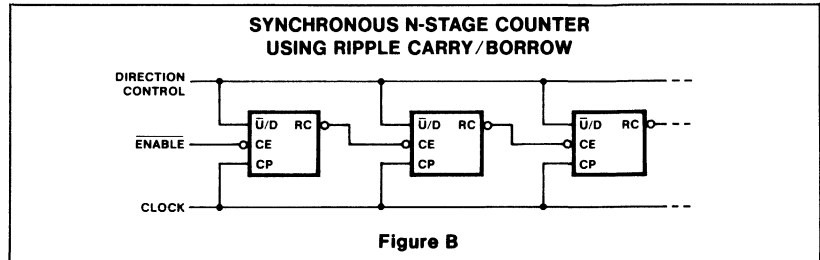 SYNCHRONOUS N-STAGE COUNTER
USING RIPPLE CARRY/BORROW
DIRECTION
CONTROL
U̅/D RC
U̅/D RC
U̅/D RC
E̅N̅A̅B̅L̅E̅
CE
CE
CE
CP
CP
CP
CLOCK
Figure B